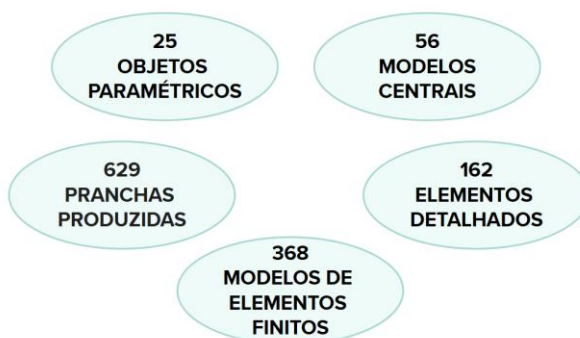 25
OBJETOS
PARAMÉTRICOS
56
MODELOS
CENTRAIS
629
PRANCHAS
PRODUZIDAS
162
ELEMENTOS
DETALHADOS
368
MODELOS DE
ELEMENTOS
FINITOS